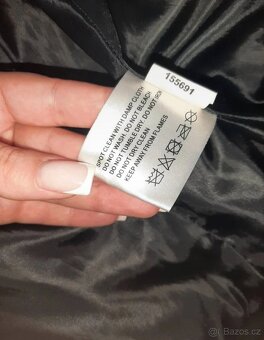 155691
SPOT CLEAN WITH DAMP CLOTH
DO NOT WASH. DO NOT BLEACH
DO NOT TUMBLE DRY. DO NOT IRON
DO NOT DRY CLEAN
KEEP AWAY FROM FLAMES
Bazos.cz